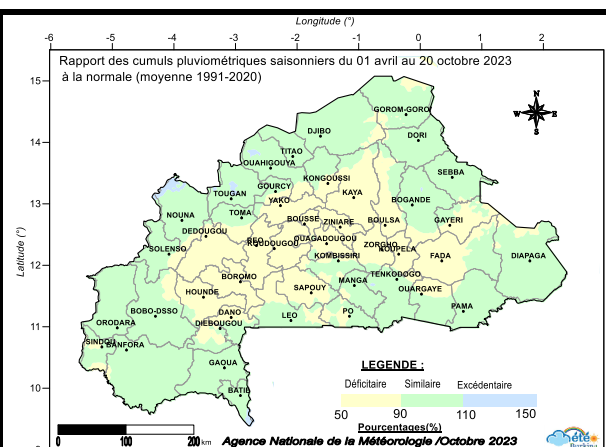 Longitude (°)
-6 -5 -4 -3 -2 -1 0 1 2
Rapport des cumuls pluviométriques saisonniers du 01 avril au 20 octobre 2023
à la normale (moyenne 1991-2020)
15
N
GOROM-GORO
W E
DJIBO
S
DORI
14
TITAO
OUAHIGOUYA
SEBBA
KONGOUSSI
GOURCY
TOUGAN
KAYA
YAKO
BOGANDE
13
NOUNA
TOMA
BOUSSE
ZINIARE
BOULSA
GAYERI
DEDOUGOU
REO
KOUDOUGOU
OUAGADOUGOU
ZORGHO
KOUPELA
SOLENSO
KOMBISSIRI
FADA
DIAPAGA
Latitude (°)
12
BOROMO
TENKODOGO
MANGA
HOUNDE
SAPOUY
OUARGAYE
BOBO-DSSO
DANO
PO
PAMA
LEO
ORODARA
DIEBOUGOU
11
SINDOU
BANFORA
GAOUA
LEGENDE :
Déficitaire Similaire Excédentaire
10
BATIE
50 90 110 150
Pourcentages(%)
0 100 200 km
Agence Nationale de la Météorologie /Octobre 2023
météo
Burkina